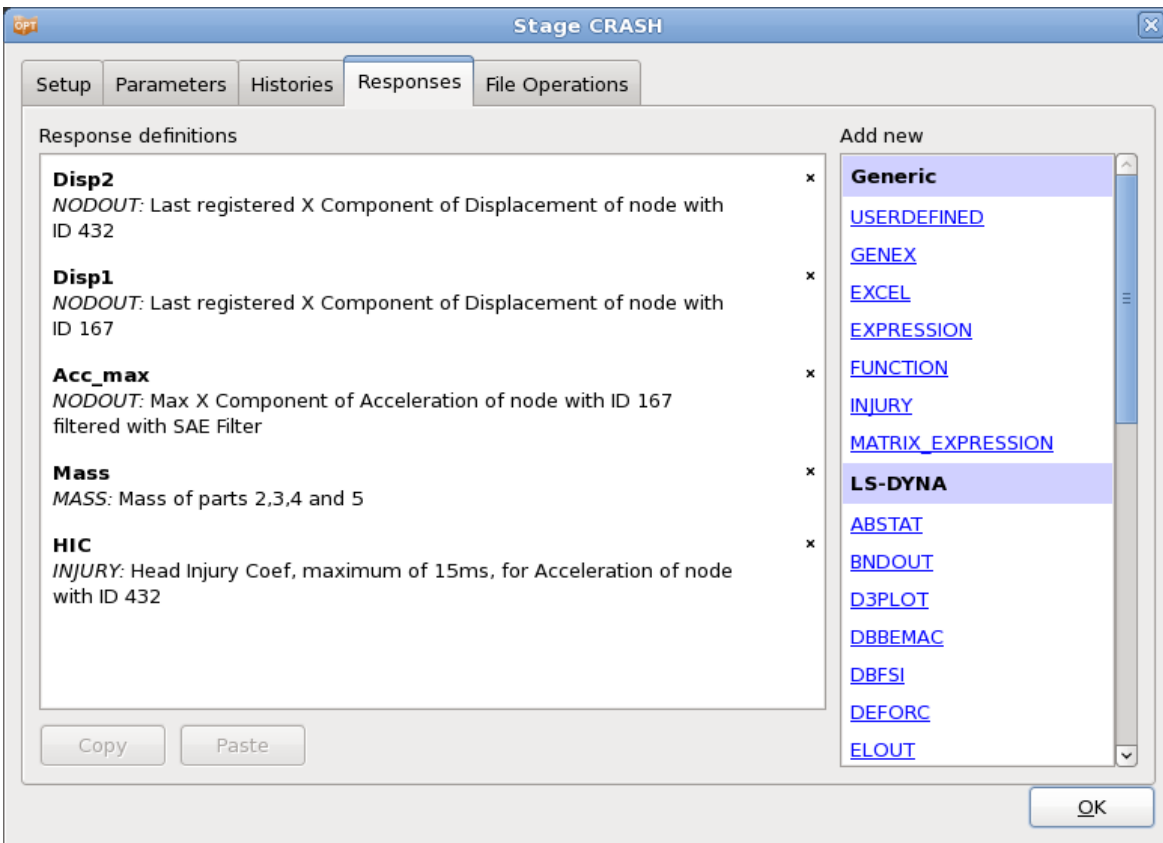 OPT
Stage CRASH
Setup
Parameters
Histories
Responses
File Operations
Response definitions
Disp2
NODOUT: Last registered X Component of Displacement of node with
ID 432
Disp1
NODOUT: Last registered X Component of Displacement of node with
ID 167
Acc_max
NODOUT: Max X Component of Acceleration of node with ID 167
filtered with SAE Filter
Mass
MASS: Mass of parts 2,3,4 and 5
HIC
INJURY: Head Injury Coef, maximum of 15ms, for Acceleration of node
with ID 432
Copy
Paste
Add new
Generic
USERDEFINED
GENEX
EXCEL
EXPRESSION
FUNCTION
INJURY
MATRIX_EXPRESSION
LS-DYNA
ABSTAT
BNDOUT
D3PLOT
DBBEMAC
DBFSI
DEFORC
ELOUT
OK